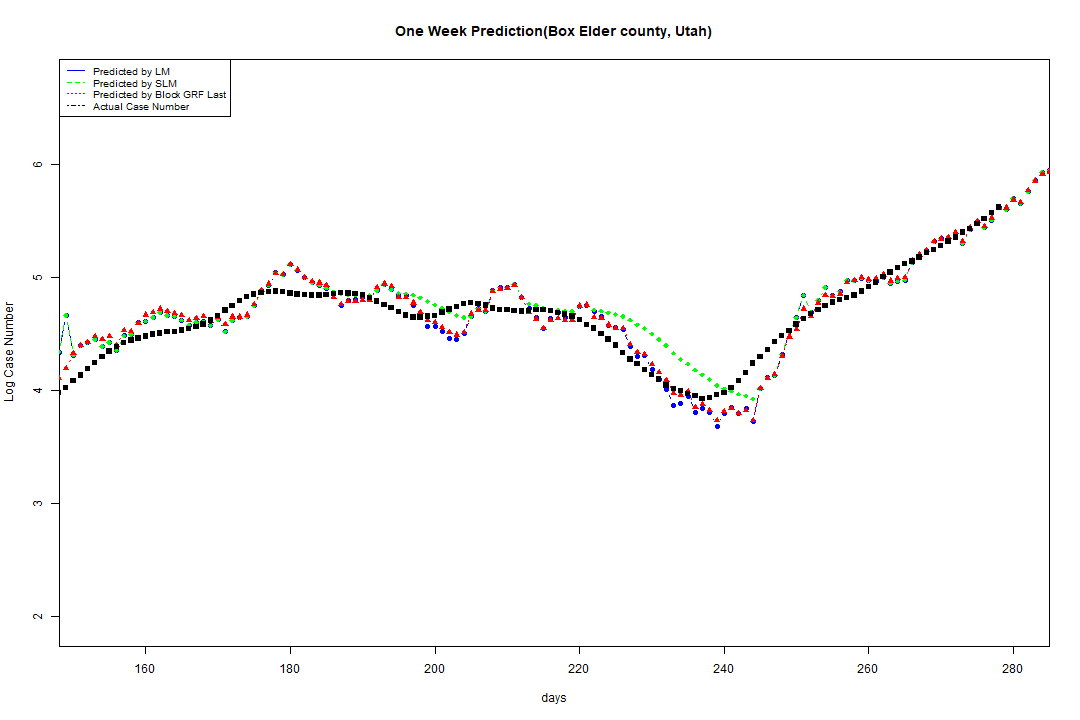 One Week Prediction(Box Elder county, Utah)
Predicted by LM
Predicted by SLM
Predicted by Block GRF Last
Actual Case Number
Log Case Number
6
5
4
3
2
160 180 200 220 240 260 280
days